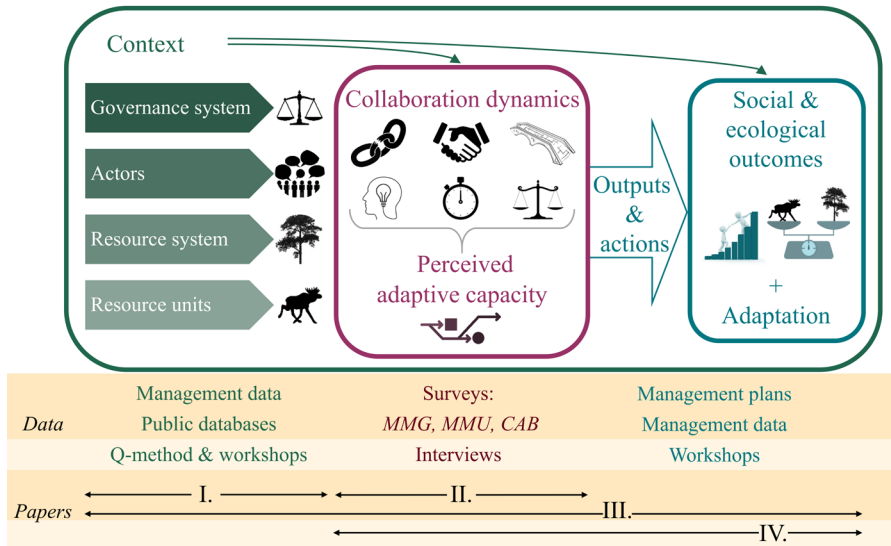 Context
Governance system
Actors
Resource system
Resource units
Collaboration dynamics
Perceived
adaptive capacity
Outputs
&
actions
Social &
ecological
outcomes
+
Adaptation
Data
Management data
Public databases
Q-method & workshops
Surveys:
MMG, MMU, CAB
Interviews
Management plans
Management data
Workshops
Papers
I.
II.
III.
IV.